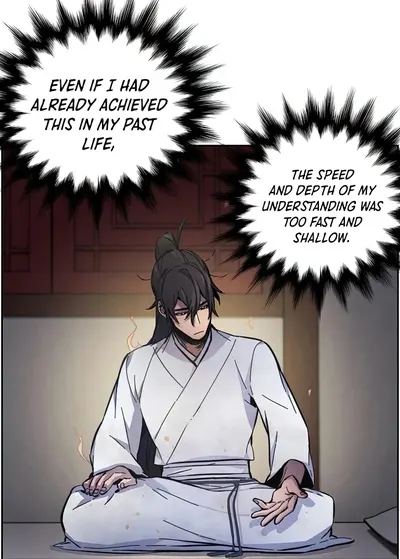 EVEN IF I HAD
ALREADY ACHIEVED
THIS IN MY PAST
LIFE,
THE SPEED
AND DEPTH OF MY
UNDERSTANDING WAS
TOO FAST AND
SHALLOW.